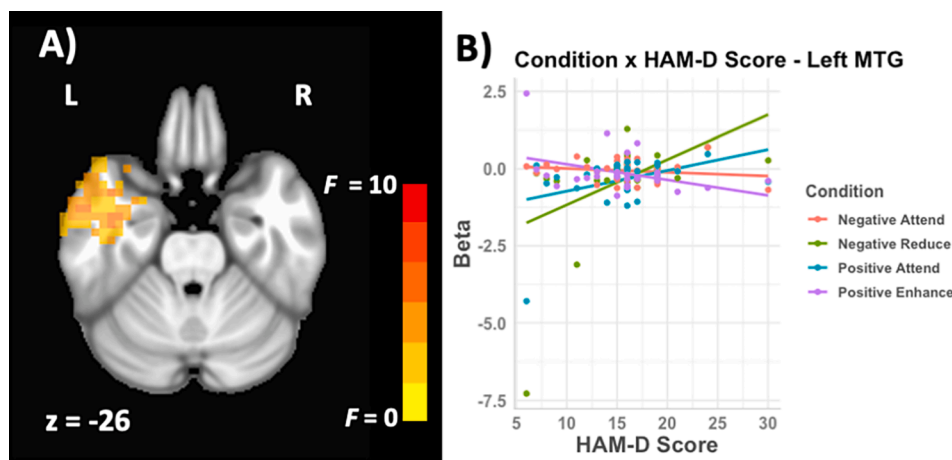 A)
L
R
F = 10
F = 0
z = -26
B)
Condition x HAM-D Score - Left MTG
2.5
0.0
-2.5
-5.0
-7.5
Beta
5
10
15
20
25
30
HAM-D Score
Condition
Negative Attend
Negative Reduce
Positive Attend
Positive Enhance